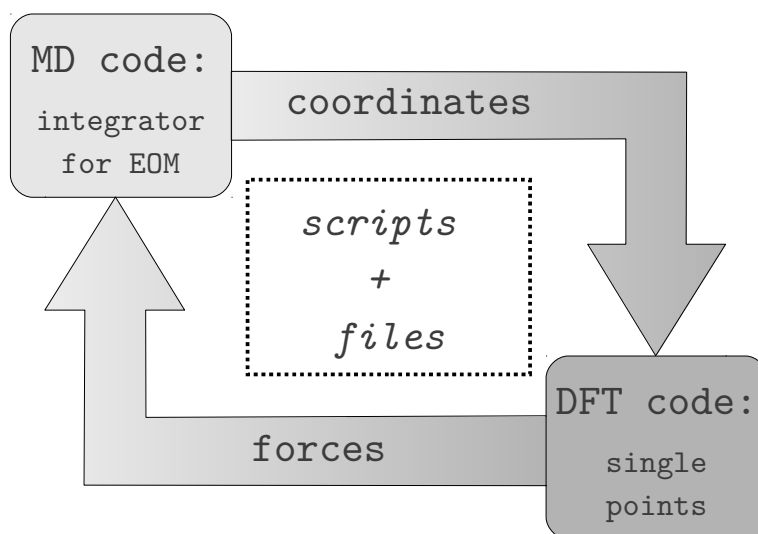 MD code:
integrator
for EOM
coordinates
scripts
+
files
DFT code:
single
points
forces